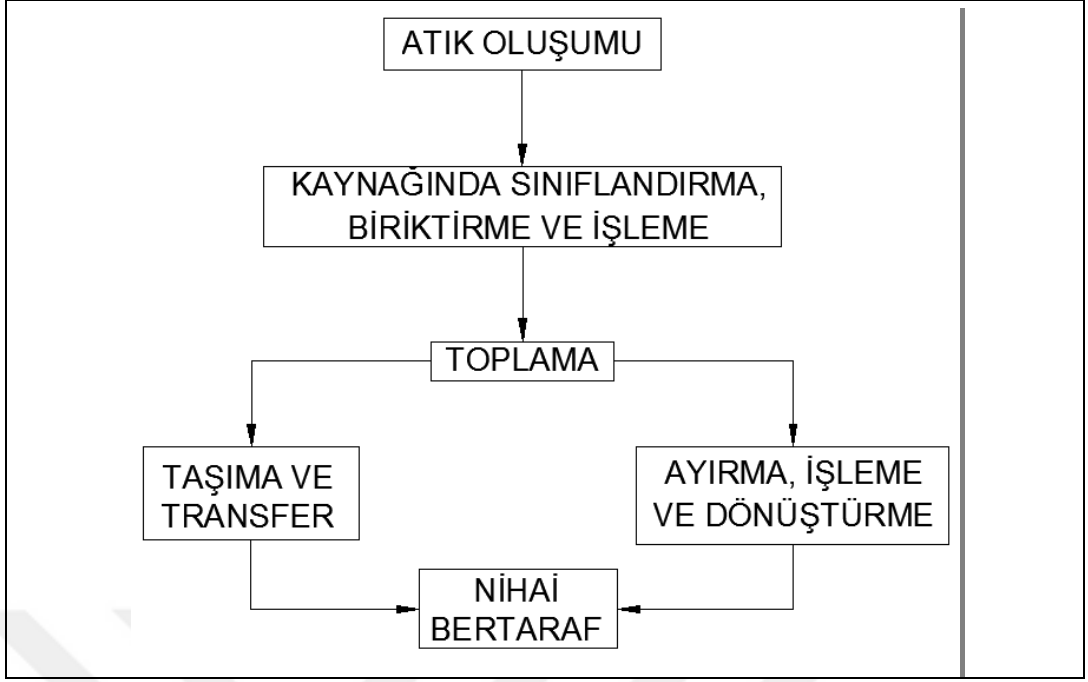 ATIK OLUŞUMU
KAYNAĞINDA SINIFLANDIRMA,
BİRİKTİRME VE İŞLEME
TOPLAMA
TAŞIMA VE
TRANSFER
AYIRMA, İŞLEME
VE DÖNÜŞTÜRME
NİHAİ
BERTARAF